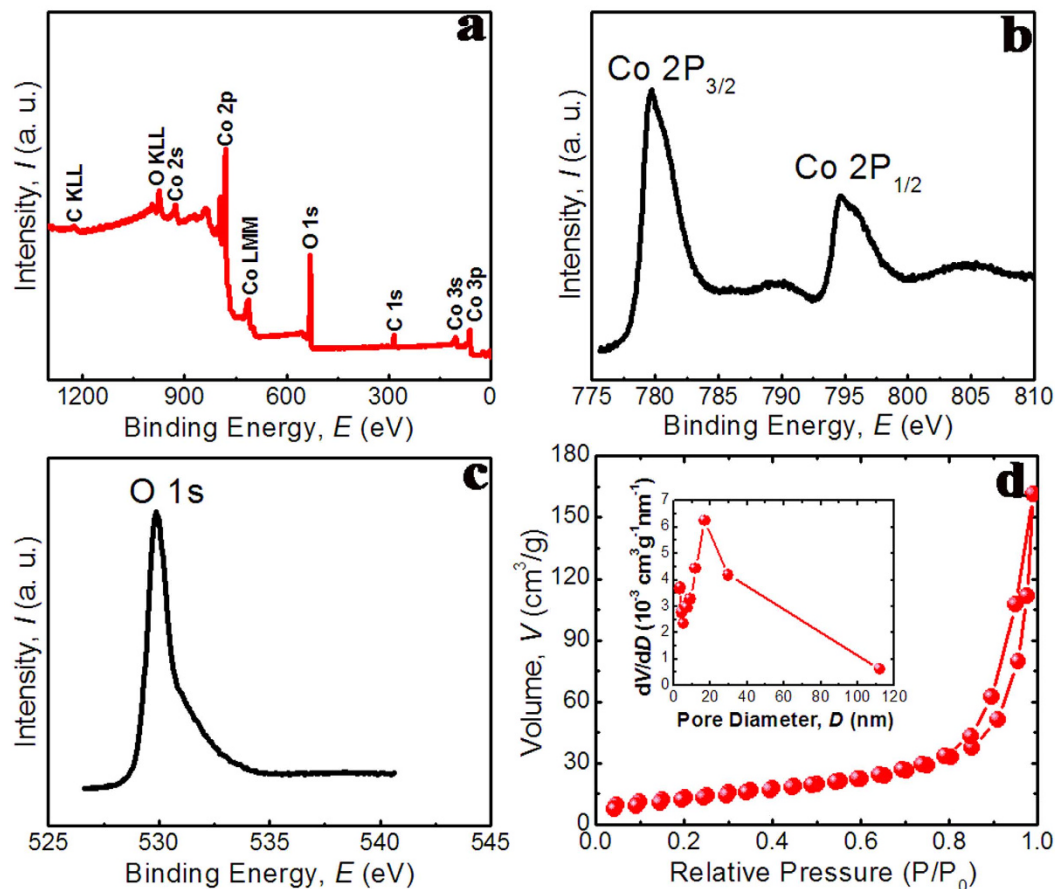 a
Intensity, I (a. u.)
C KLL
O KLL
Co 2s
Co 2p
Co LMM
O 1s
C 1s
Co 3s
Co 3p
1200 900 600 300 0
Binding Energy, E (eV)
b
Intensity, I (a. u.)
Co 2P3/2
Co 2P1/2
775 780 785 790 795 800 805 810
Binding Energy, E (eV)
c
Intensity, I (a. u.)
O 1s
525 530 535 540 545
Binding Energy, E (eV)
d
Volume, V (cm³/g)
180
150
120
90
60
30
0
0.0 0.2 0.4 0.6 0.8 1.0
Relative Pressure (P/P₀)
dV/dD (10⁻³ cm³g⁻¹nm⁻¹)
7
6
5
4
3
2
1
0
0 20 40 60 80 100 120
Pore Diameter, D (nm)